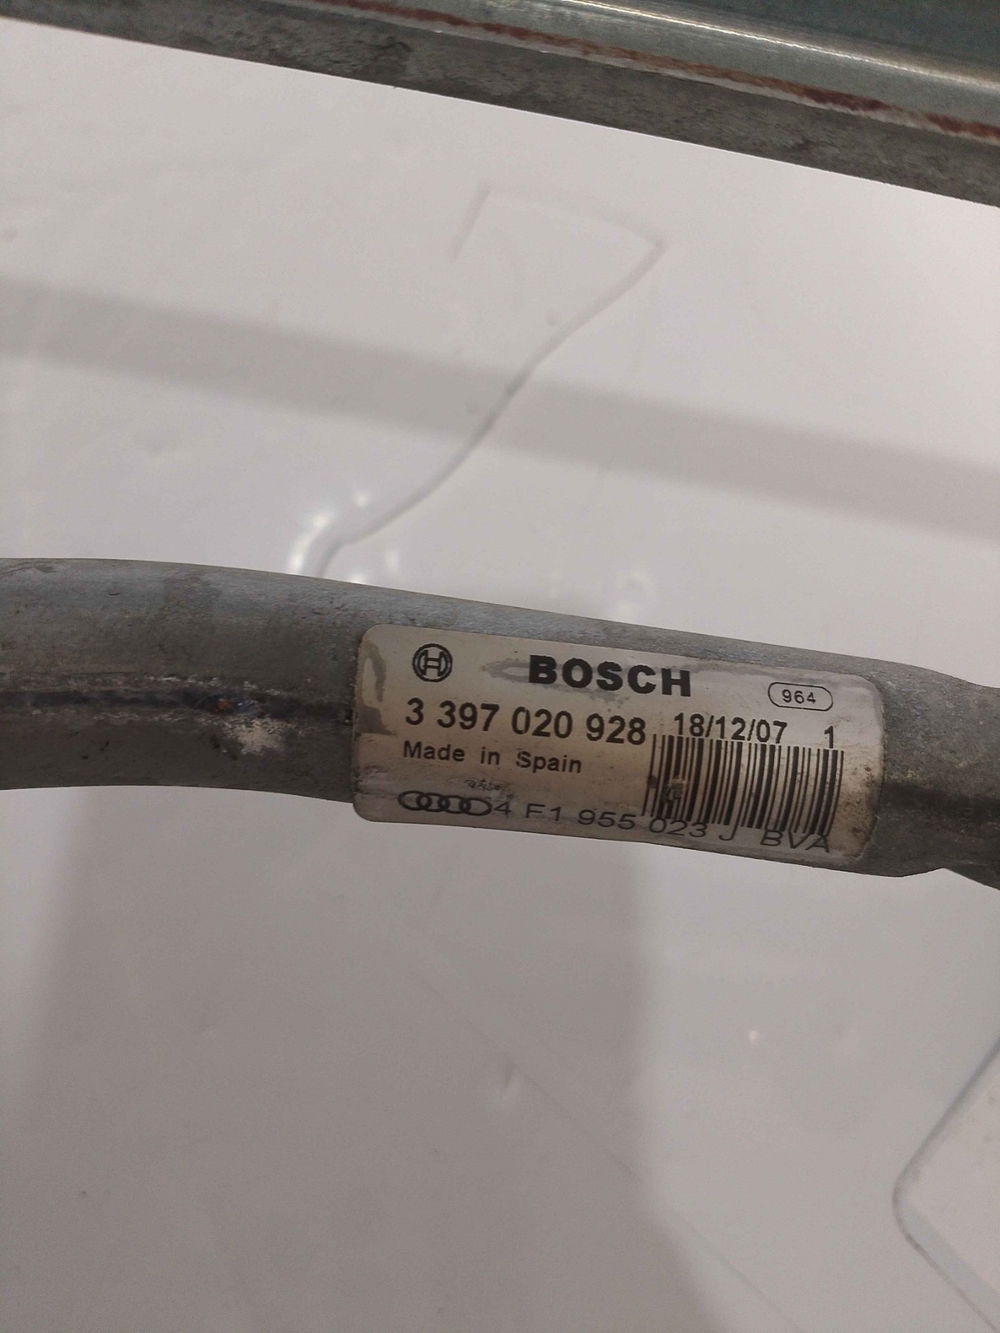 BOSCH 964
3 397 020 928 18/12/07 1
Made in Spain
4 F1 955 023 J BVA